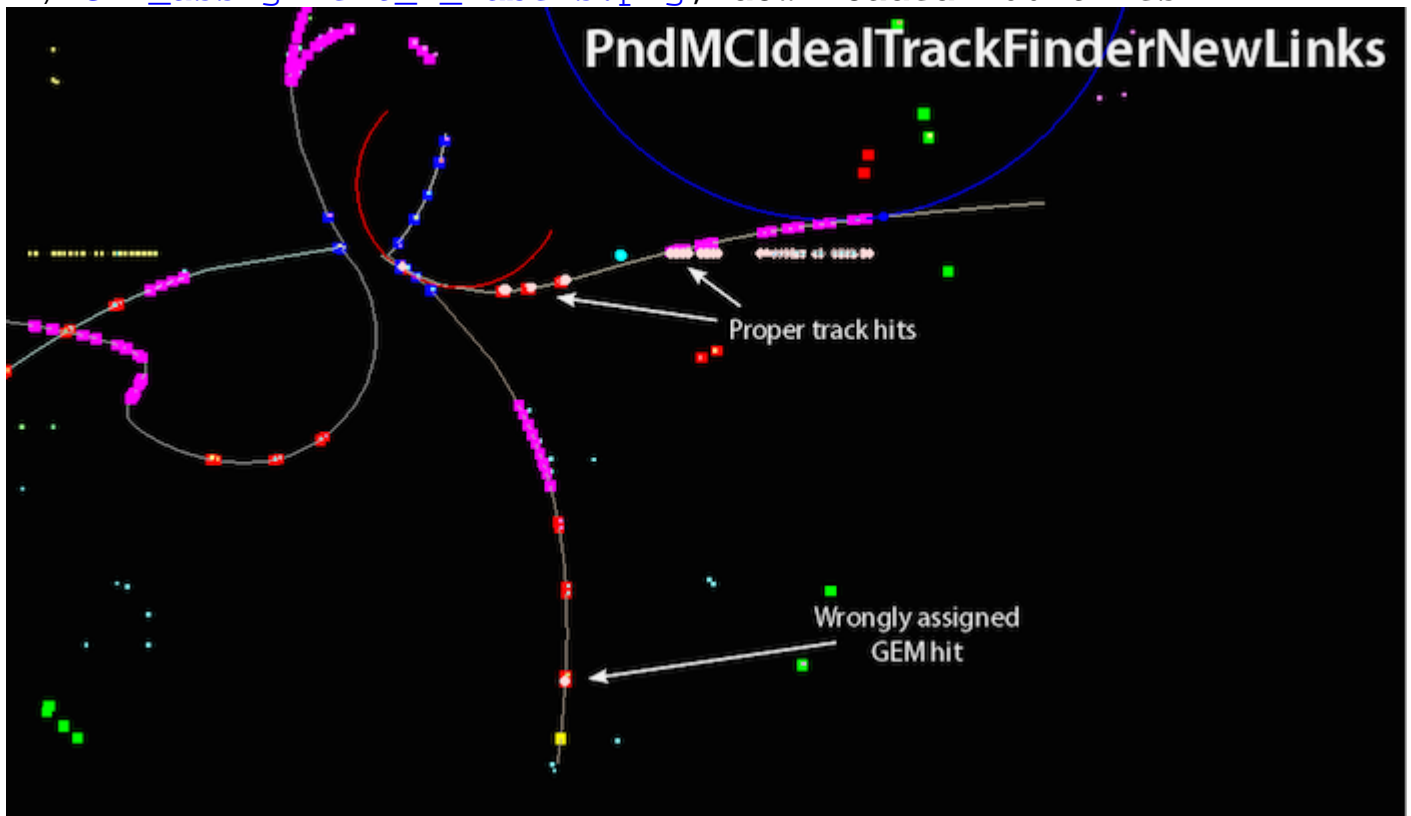 PndMCIdealTrackFinderNewLinks
Proper track hits
Wrongly assigned
GEM hit